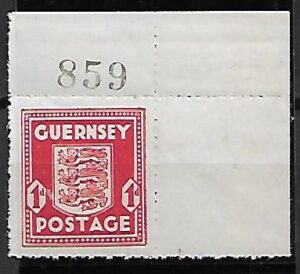 859
GUERNSEY
1D 1D
POSTAGE